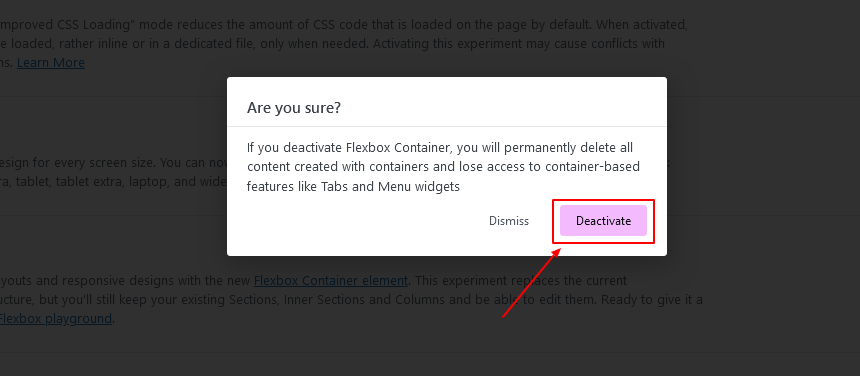 mproved CSS Loading" mode reduces the amount of CSS code that is loaded on the page by default. When activated,
e loaded, rather inline or in a dedicated file, only when needed. Activating this experiment may cause conflicts with
ns. Learn More
Are you sure?
If you deactivate Flexbox Container, you will permanently delete all
content created with containers and lose access to container-based
features like Tabs and Menu widgets
Dismiss
Deactivate
esign for every screen size. You can nov
ra, tablet, tablet extra, laptop, and wide
ayouts and responsive designs with the new Flexbox Container element. This experiment replaces the current
ucture, but you'll still keep your existing Sections, Inner Sections and Columns and be able to edit them. Ready to give it a
Flexbox playground.